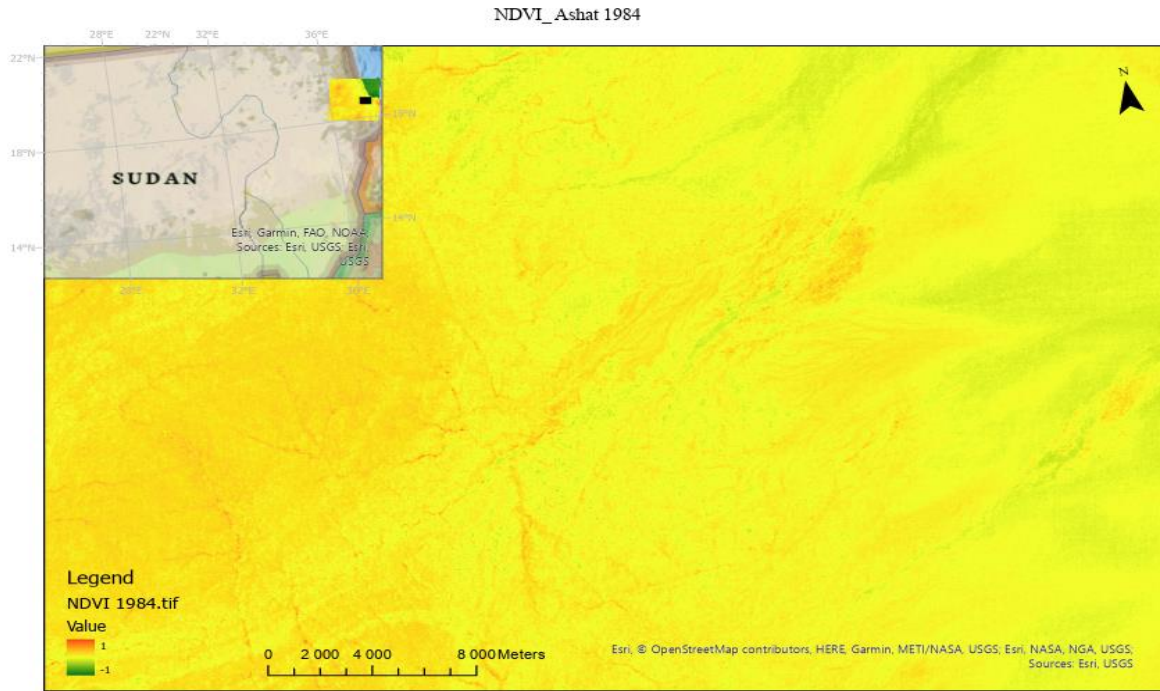 NDVI_ Ashat 1984
28°E 22°N 32°E 36°E
22°N
N
18°N
18°N
SUDAN
14°N
14°N
Esri, Garmin, FAO, NOAA,
Sources: Esri, USGS, Esri,
USGS
28°E 32°E 36°E
Legend
NDVI 1984.tif
Value
1
-1
0 2 000 4 000 8 000 Meters
Esri, © OpenStreetMap contributors, HERE, Garmin, METI/NASA, USGS; Esri, NASA, NGA, USGS;
Sources: Esri, USGS